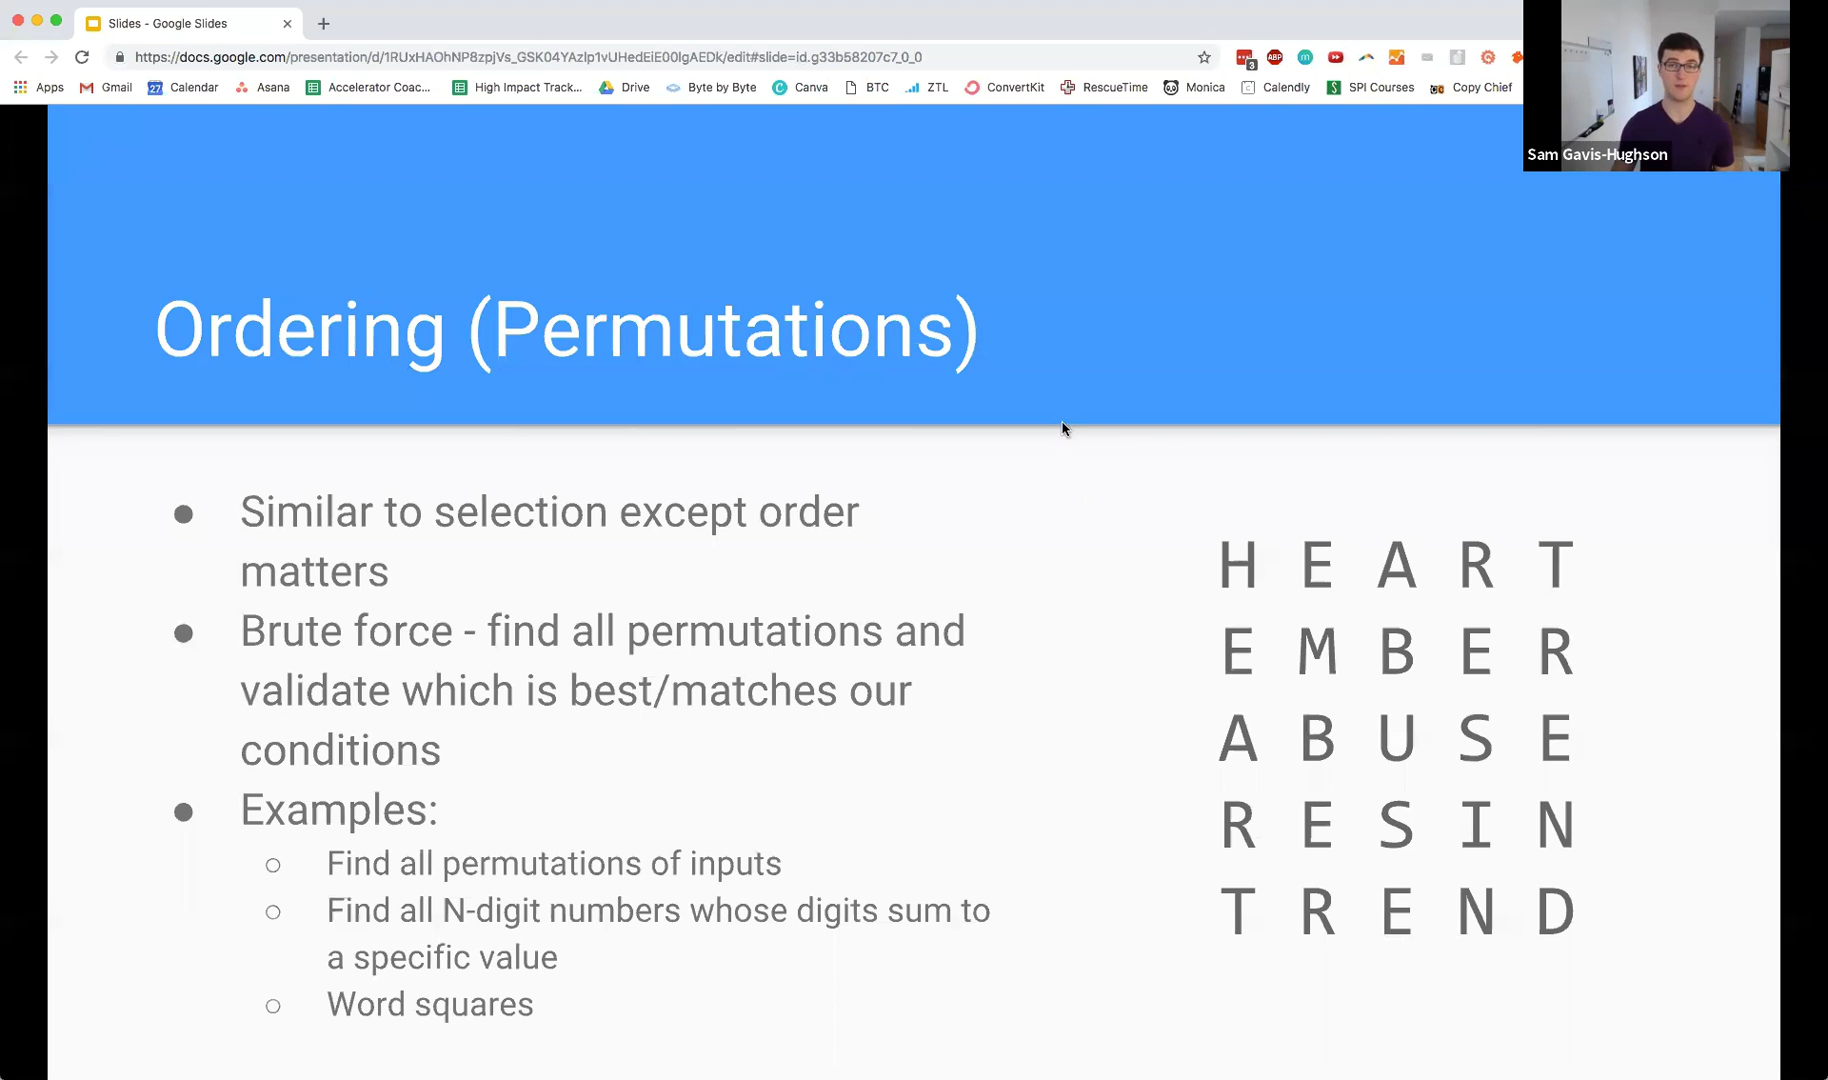 Slides - Google Slides
https://docs.google.com/presentation/d/1RUxHAOhNP8zpjVs_GSK04YAzlp1vUHedEiE00lgAEDk/edit#slide=id.g33b58207c7_0_0
3
ABP
m
Apps
Gmail
27
Calendar
Asana
Accelerator Coac...
High Impact Track...
Drive
Byte by Byte
Canva
BTC
ZTL
ConvertKit
RescueTime
Monica
Calendly
SPI Courses
Copy Chief
Sam Gavis-Hughson
Ordering (Permutations)
● Similar to selection except order
matters
● Brute force - find all permutations and
validate which is best/matches our
conditions
● Examples:
○ Find all permutations of inputs
○ Find all N-digit numbers whose digits sum to
a specific value
○ Word squares
H E A R T
E M B E R
A B U S E
R E S I N
T R E N D